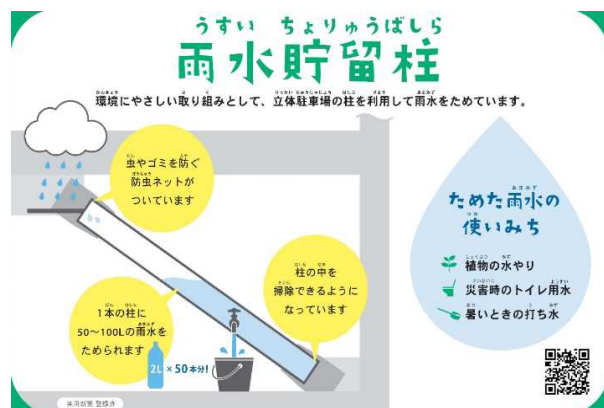 うすい ちょりゅうばしら
雨水貯留柱
環境にやさしい取り組みとして、立体駐車場の柱を利用して雨水をためています。
虫やゴミを防ぐ
防虫ネットが
ついています
柱の中を
掃除できるように
なっています
1本の柱に
50〜100Lの雨水を
ためられます
2L × 50本分!
ためた雨水の
使いみち
植物の水やり
災害時のトイレ用水
暑いときの打ち水
実用新案 登録済